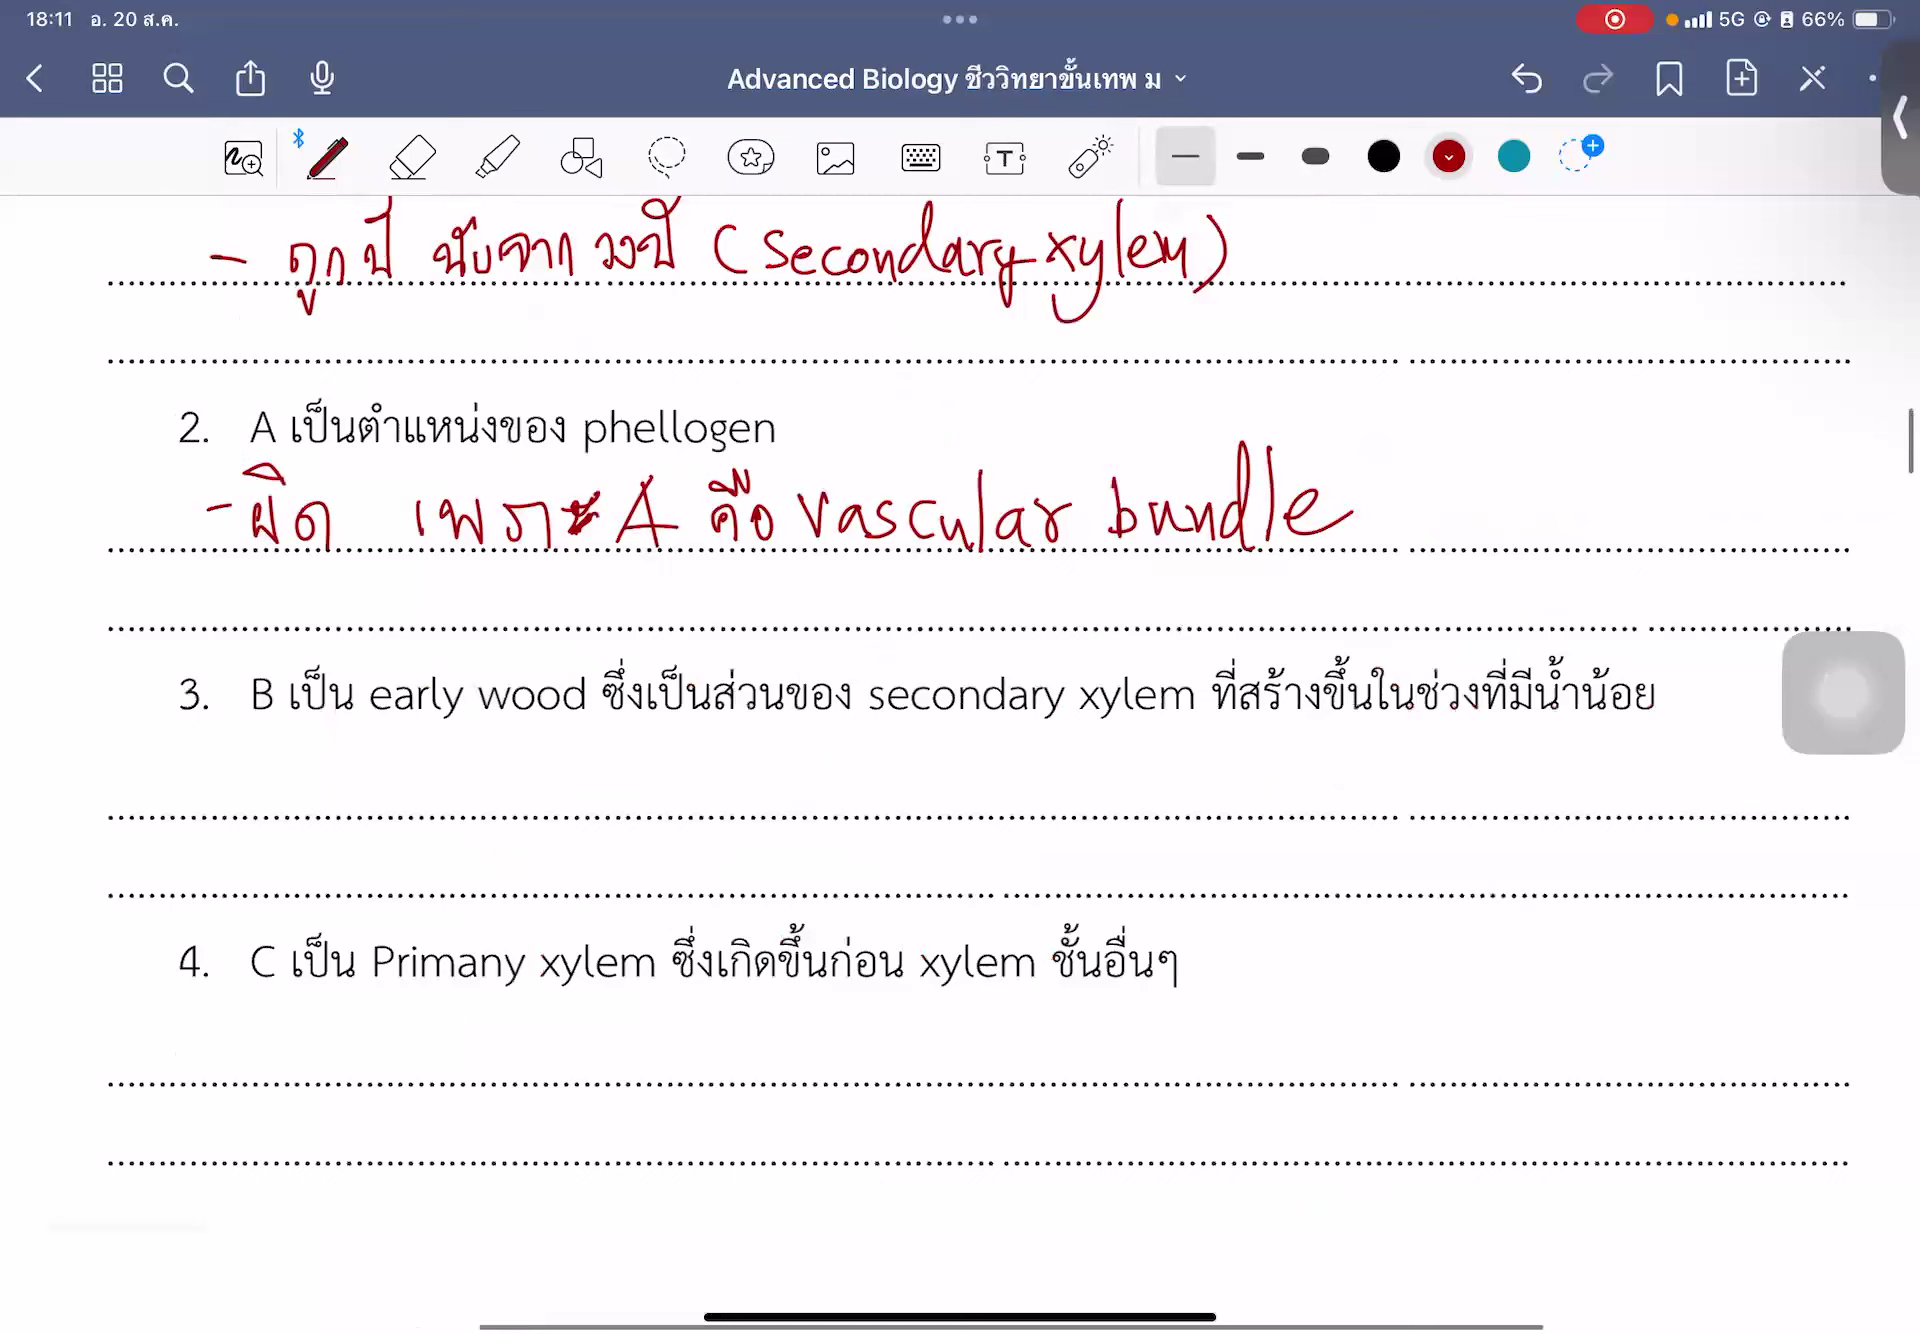 18:11 อ. 20 ส.ค. 5G 66%
Advanced Biology ชีววิทยาขั้นเทพ ม
T
- ถูก ปี นับจาก วงปี (secondary xylem)
2. A เป็นตำแหน่งของ phellogen
- ผิด เพราะ A คือ vascular bundle
3. B เป็น early wood ซึ่งเป็นส่วนของ secondary xylem ที่สร้างขึ้นในช่วงที่มีน้ำน้อย
4. C เป็น Primany xylem ซึ่งเกิดขึ้นก่อน xylem ชั้นอื่นๆ